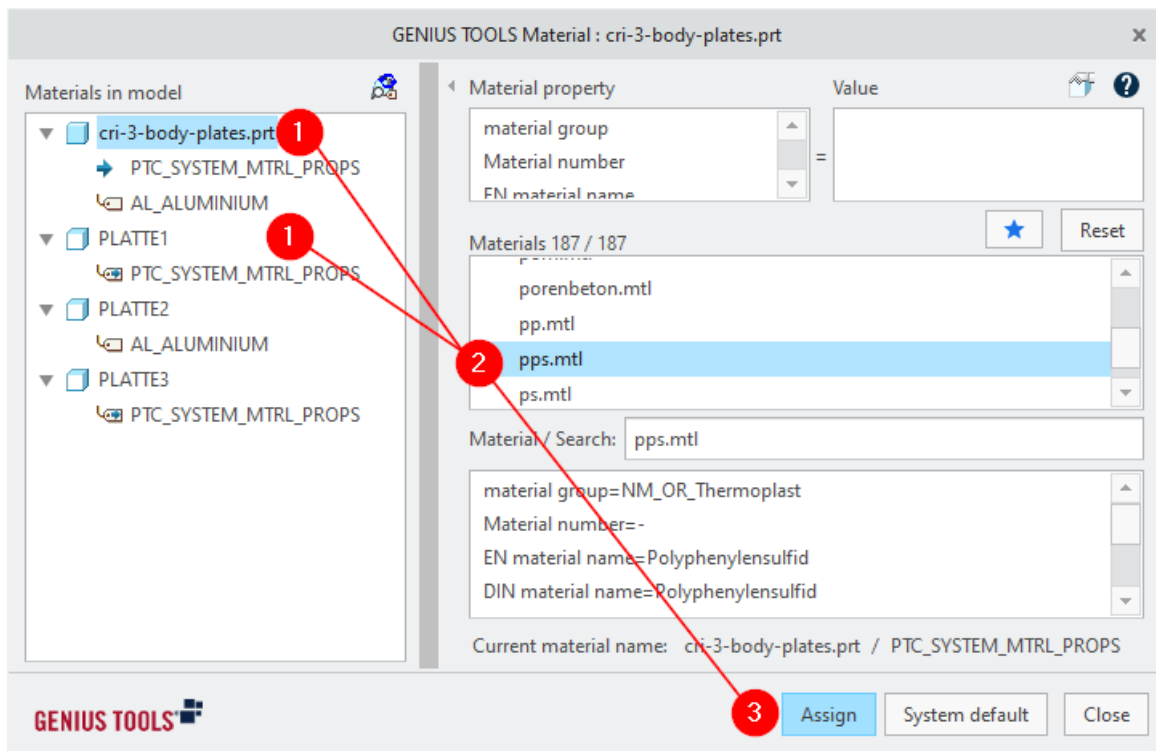 GENIUS TOOLS Material : cri-3-body-plates.prt
Materials in model
cri-3-body-plates.prt
1
PTC_SYSTEM_MTRL_PROPS
AL_ALUMINIUM
PLATTE1
1
PTC_SYSTEM_MTRL_PROPS
PLATTE2
AL_ALUMINIUM
PLATTE3
PTC_SYSTEM_MTRL_PROPS
Material property
Value
material group
Material number
EN material name
=
Reset
Materials 187 / 187
porenbeton.mtl
pp.mtl
2
pps.mtl
ps.mtl
Material / Search: pps.mtl
material group=NM_OR_Thermoplast
Material number=-
EN material name=Polyphenylensulfid
DIN material name=Polyphenylensulfid
Current material name: cri-3-body-plates.prt / PTC_SYSTEM_MTRL_PROPS
GENIUS TOOLS
3
Assign
System default
Close